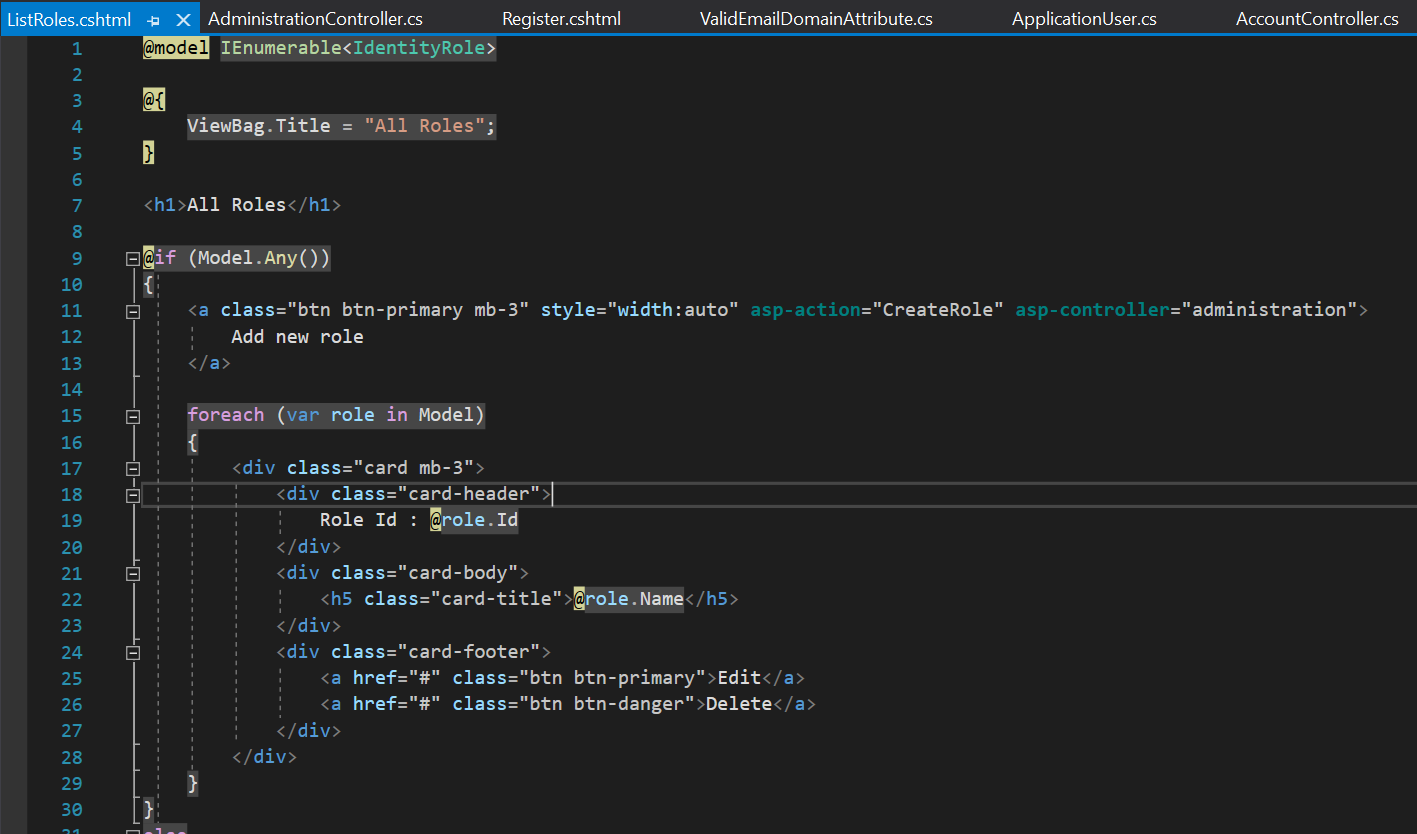 ListRoles.cshtml AdministrationController.cs Register.cshtml ValidEmailDomainAttribute.cs ApplicationUser.cs AccountController.cs
1 @model IEnumerable<IdentityRole>
2
3 @{
4 ViewBag.Title = "All Roles";
5 }
6
7 <h1>All Roles</h1>
8
9 @if (Model.Any())
10 {
11 <a class="btn btn-primary mb-3" style="width:auto" asp-action="CreateRole" asp-controller="administration">
12 Add new role
13 </a>
14
15 foreach (var role in Model)
16 {
17 <div class="card mb-3">
18 <div class="card-header">
19 Role Id : @role.Id
20 </div>
21 <div class="card-body">
22 <h5 class="card-title">@role.Name</h5>
23 </div>
24 <div class="card-footer">
25 <a href="#" class="btn btn-primary">Edit</a>
26 <a href="#" class="btn btn-danger">Delete</a>
27 </div>
28 </div>
29 }
30 }
31 else